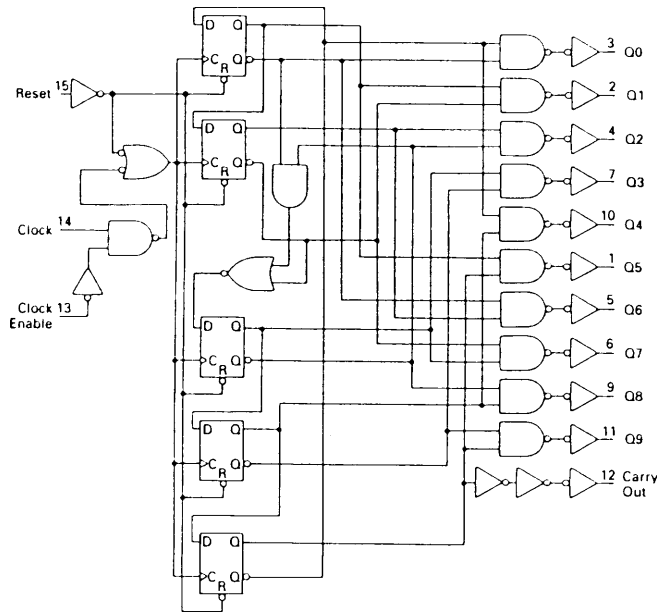 D Q
C Q
R
Reset 15
D Q
C Q
R
Clock 14
Clock 13
Enable
D Q
C Q
R
D Q
C Q
R
D Q
C Q
R
3 Q0
2 Q1
4 Q2
7 Q3
10 Q4
1 Q5
5 Q6
6 Q7
9 Q8
11 Q9
12 Carry
Out